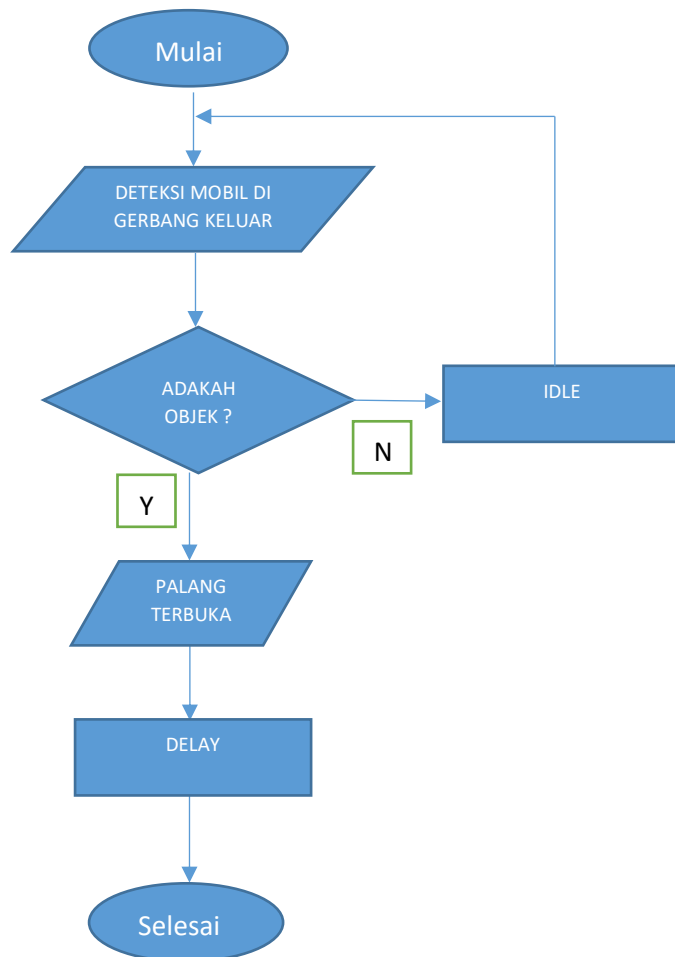 Mulai
DETEKSI MOBIL DI
GERBANG KELUAR
ADAKAH
OBJEK ?
IDLE
N
Y
PALANG
TERBUKA
DELAY
Selesai